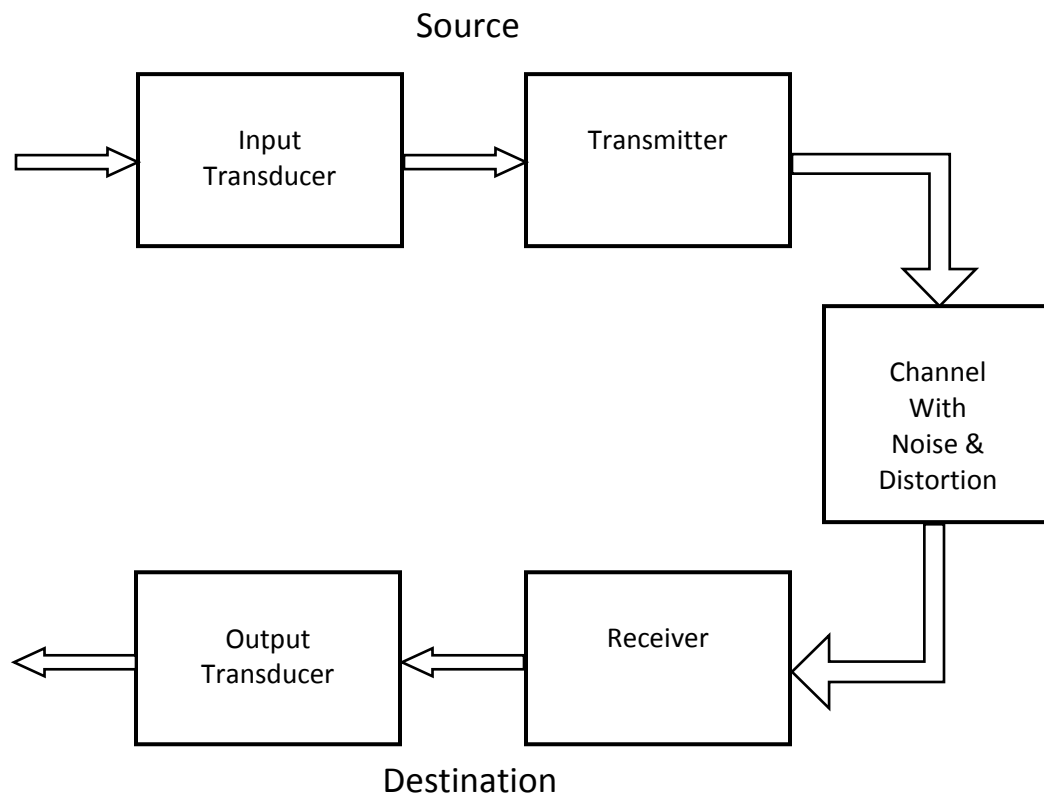 Source
Input
Transducer
Transmitter
Channel
With
Noise &
Distortion
Receiver
Output
Transducer
Destination